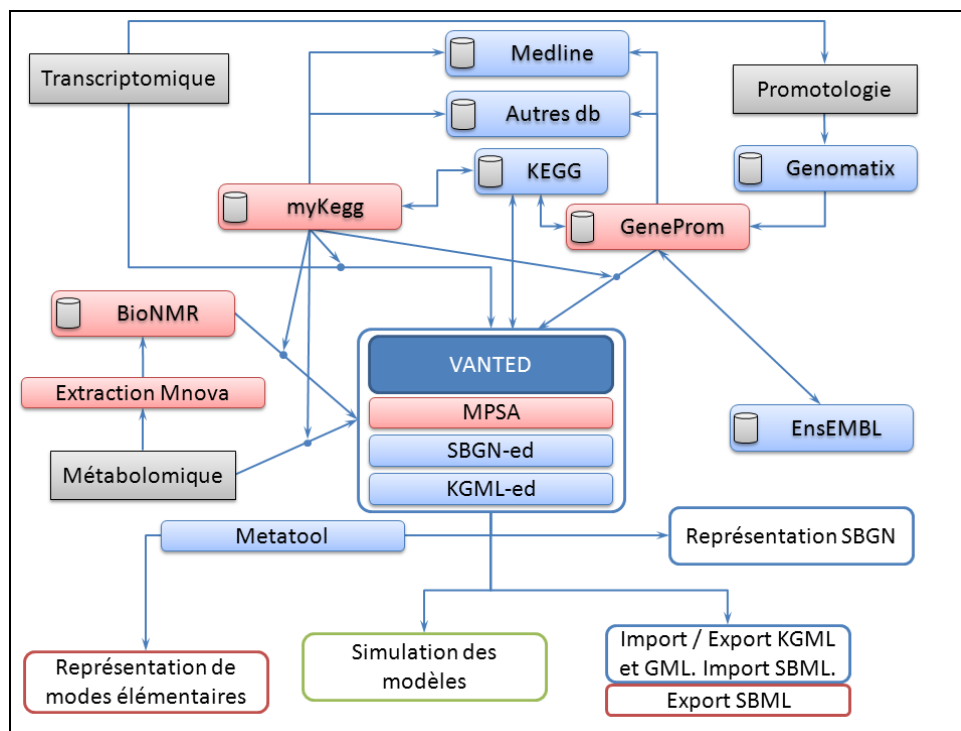 Transcriptomique
Medline
Promotologie
Autres db
KEGG
Genomatix
myKegg
GeneProm
BioNMR
VANTED
Extraction Mnova
MPSA
EnsEMBL
SBGN-ed
Métabolomique
KGML-ed
Metatool
Représentation SBGN
Représentation de
modes élémentaires
Simulation des
modèles
Import / Export KGML
et GML. Import SBML.
Export SBML